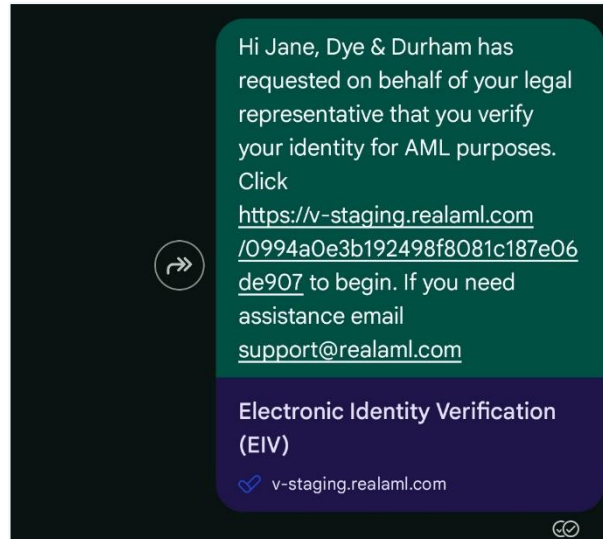 Hi Jane, Dye & Durham has
requested on behalf of your legal
representative that you verify
your identity for AML purposes.
Click
https://v-staging.realaml.com
/0994a0e3b192498f8081c187e06
de907 to begin. If you need
assistance email
support@realaml.com
Electronic Identity Verification
(EIV)
v-staging.realaml.com